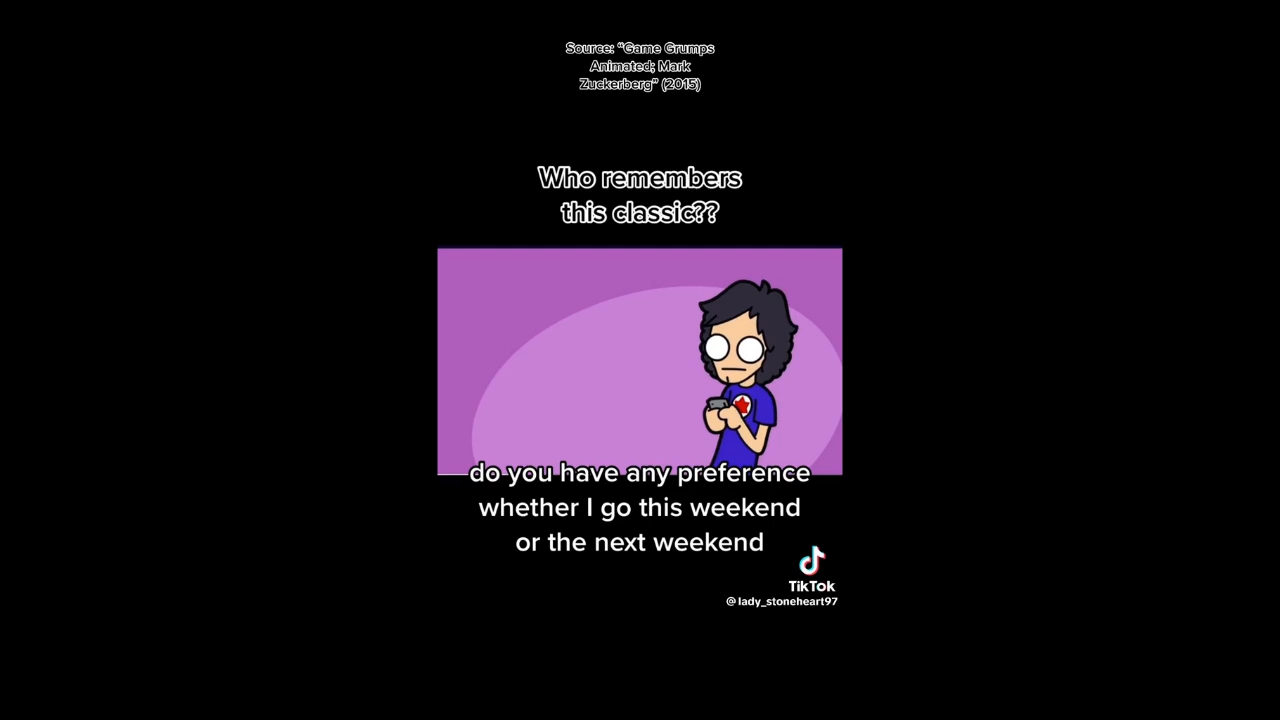 Source: “Game Grumps
Animated; Mark
Zuckerberg” (2015)
Who remembers
this classic??
do you have any preference
whether I go this weekend
or the next weekend
TikTok
@lady_stoneheart97